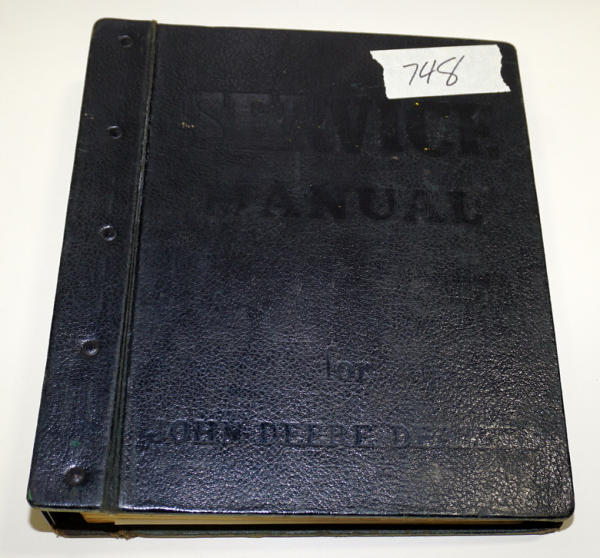 748
SERVICE
MANUAL
for
JOHN DEERE